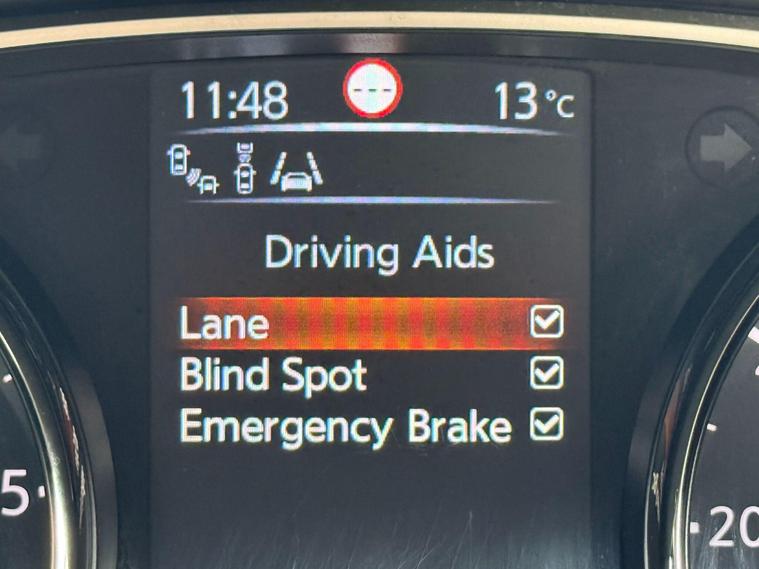 11:48 --- 13°C
Driving Aids
Lane
Blind Spot
Emergency Brake
5
20